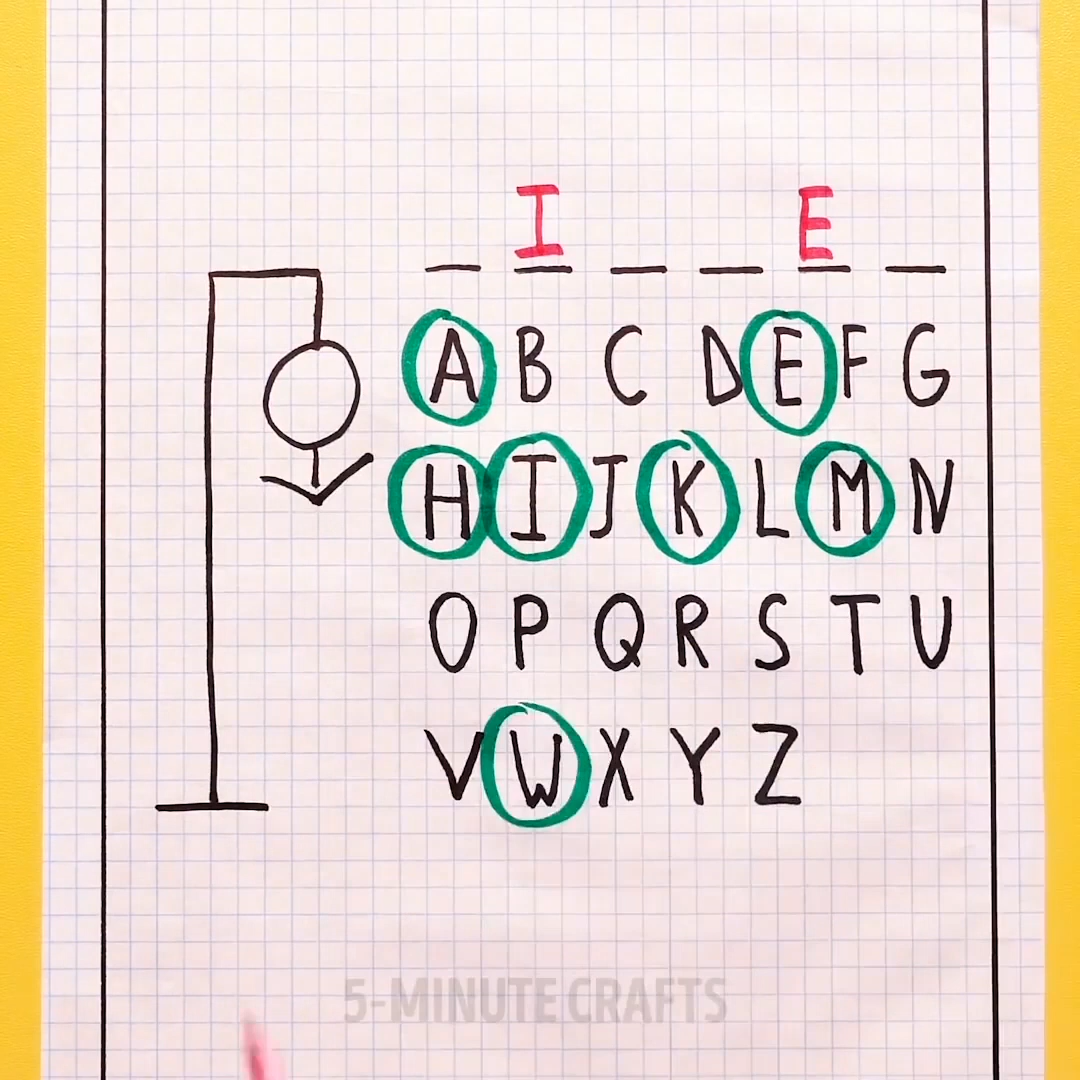 I E
A B C D E F G
H I J K L M N
O P Q R S T U
V W X Y Z
5-MINUTE CRAFTS